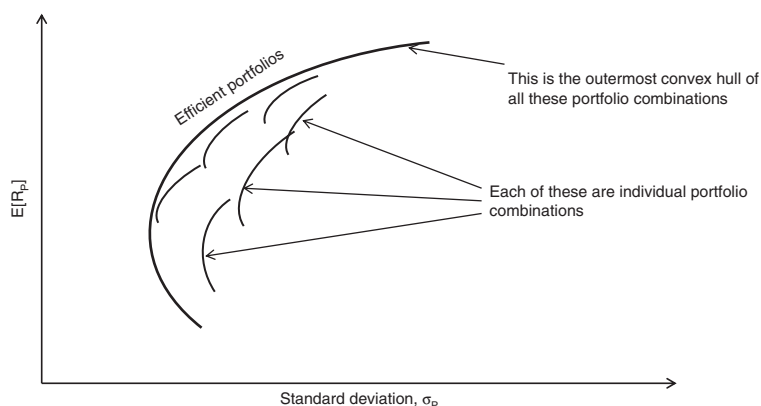 Efficient portfolios
This is the outermost convex hull of
all these portfolio combinations
Each of these are individual portfolio
combinations
E[R_P]
Standard deviation, σ_P